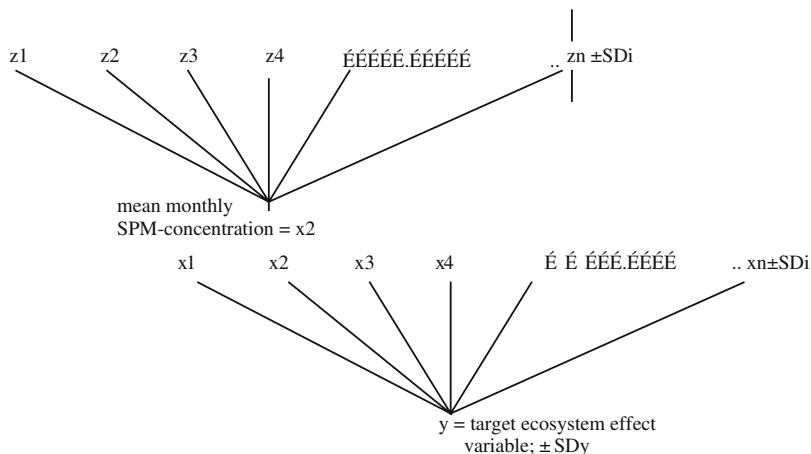 z1 z2 z3 z4 ÉÉÉÉÉ.ÉÉÉÉÉ .. zn ±SDi
mean monthly
SPM-concentration = x2
x1 x2 x3 x4 É É ÉÉÉ.ÉÉÉÉ .. xn±SDi
y = target ecosystem effect
variable; ±SDy